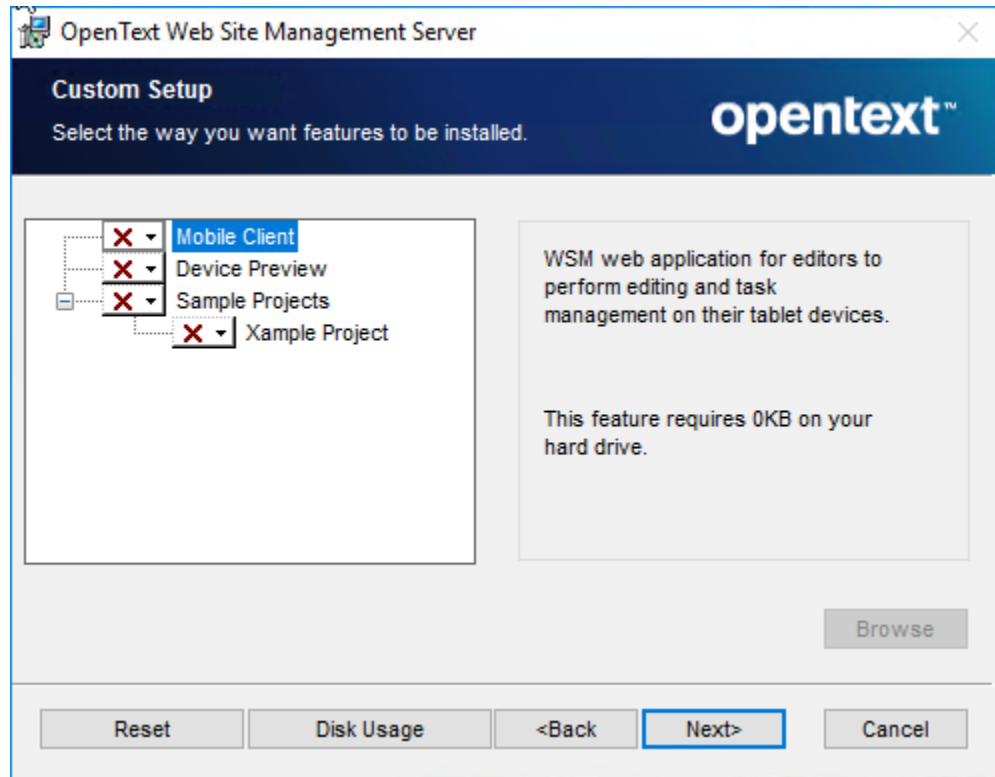 OpenText Web Site Management Server
Custom Setup
Select the way you want features to be installed.
opentext™
Mobile Client
Device Preview
Sample Projects
Xample Project
WSM web application for editors to
perform editing and task
management on their tablet devices.
This feature requires 0KB on your
hard drive.
Browse
Reset
Disk Usage
<Back
Next>
Cancel